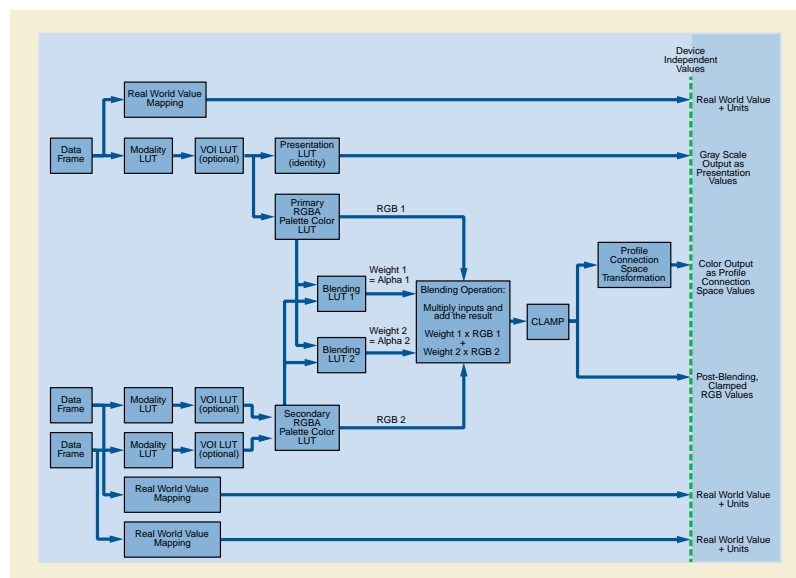 Device
Independent
Values
Real World Value
Mapping
Real World Value
+ Units
Data
Frame
Modality
LUT
VOI LUT
(optional)
Presentation
LUT
(identity)
Gray Scale
Output as
Presentation
Values
Primary
RGBA
Palette Color
LUT
RGB 1
Profile
Connection
Space
Transformation
Color Output
as Profile
Connection
Space Values
Blending
LUT 1
Weight 1
= Alpha 1
Blending Operation:
Multiply inputs and
add the result
Weight 1 x RGB 1
+
Weight 2 x RGB 2
CLAMP
Blending
LUT 2
Weight 2
= Alpha 2
Post-Blending,
Clamped
RGB Values
Data
Frame
Modality
LUT
VOI LUT
(optional)
Secondary
RGBA
Palette Color
LUT
RGB 2
Data
Frame
Modality
LUT
VOI LUT
(optional)
Real World Value
Mapping
Real World Value
+ Units
Real World Value
Mapping
Real World Value
+ Units